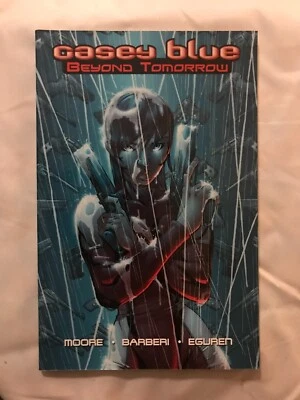 casey blue
Beyond Tomorrow
MOORE • BARBERI • EGUREN